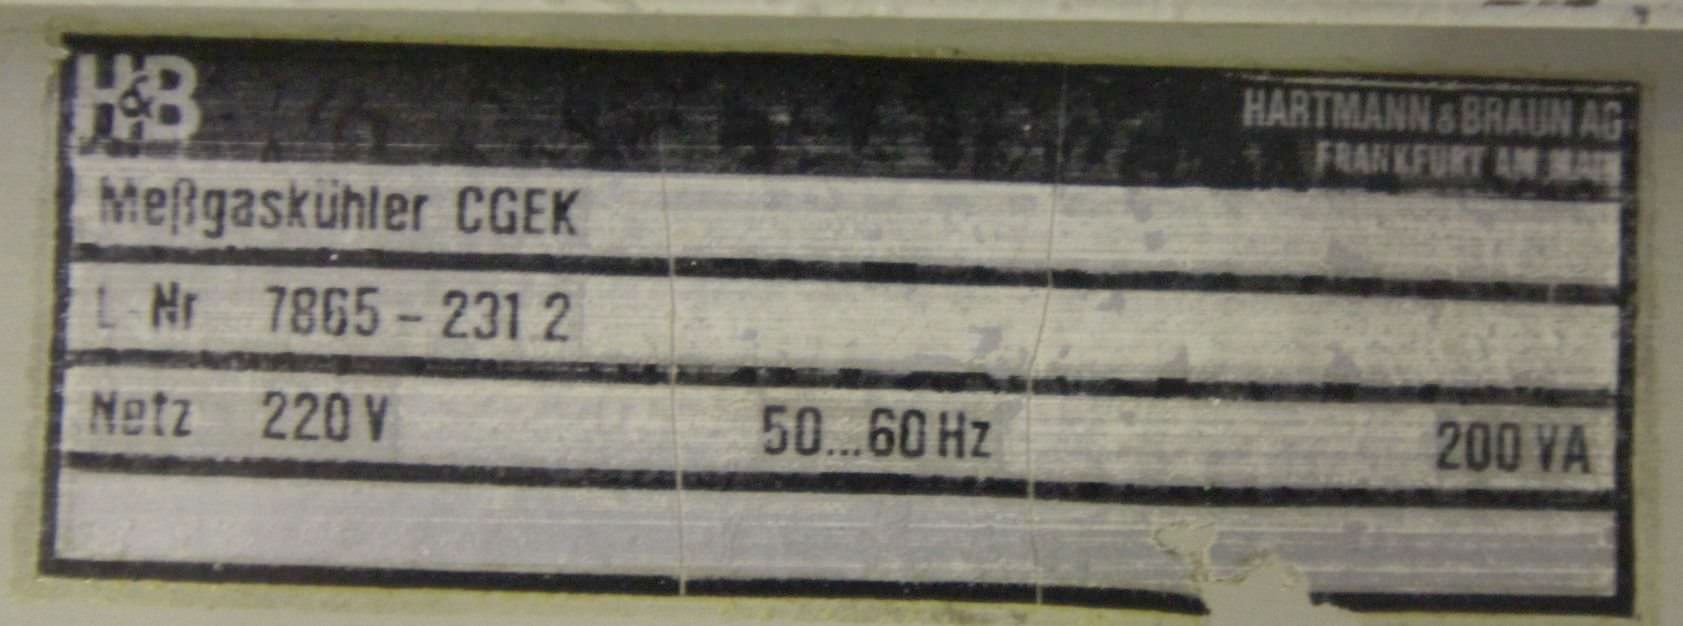 H&B
HARTMANN & BRAUN AG
FRANKFURT AM MAIN
Meßgaskühler CGEK
L-Nr 7865-231 2
Netz 220 V 50...60 Hz 200 VA